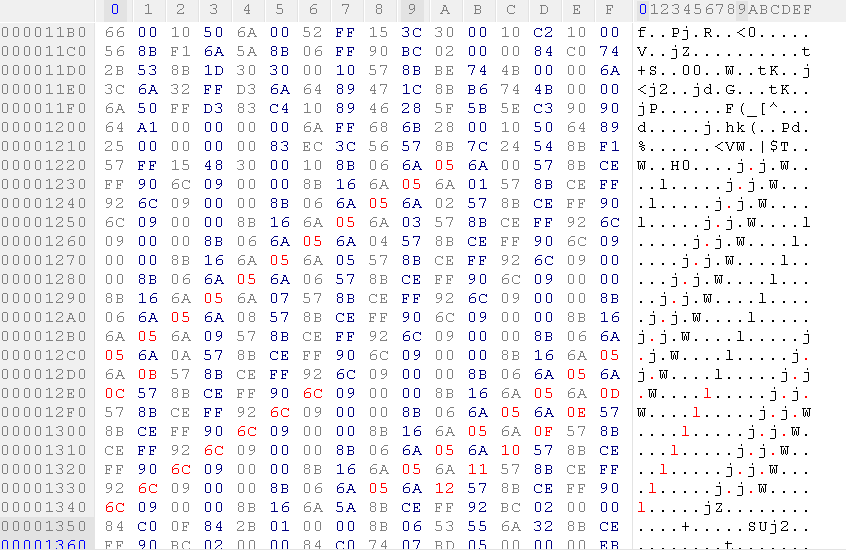 0 1 2 3 4 5 6 7 8 9 A B C D E F 0123456789ABCDEF
000011B0 66 00 10 50 6A 00 52 FF 15 3C 30 00 10 C2 10 00 f..Pj.R..<0.....
000011C0 56 8B F1 6A 5A 8B 06 FF 90 BC 02 00 00 84 C0 74 V..jZ..........t
000011D0 2B 53 8B 1D 30 30 00 10 57 8B BE 74 4B 00 00 6A +S..00..W..tK..j
000011E0 3C 6A 32 FF D3 6A 64 89 47 1C 8B B6 74 4B 00 00 <j2..jd.G...tK..
000011F0 6A 50 FF D3 83 C4 10 89 46 28 5F 5B 5E C3 90 90 jP......F(_[^...
00001200 64 A1 00 00 00 00 6A FF 68 6B 28 00 10 50 64 89 d.....j.hk(..Pd.
00001210 25 00 00 00 00 83 EC 3C 56 57 8B 7C 24 54 8B F1 %......<VW.|$T..
00001220 57 FF 15 48 30 00 10 8B 06 6A 05 6A 00 57 8B CE W..H0....j.j.W..
00001230 FF 90 6C 09 00 00 8B 16 6A 05 6A 01 57 8B CE FF ..l.....j.j.W...
00001240 92 6C 09 00 00 8B 06 6A 05 6A 02 57 8B CE FF 90 .l.....j.j.W....
00001250 6C 09 00 00 8B 16 6A 05 6A 03 57 8B CE FF 92 6C l.....j.j.W....l
00001260 09 00 00 8B 06 6A 05 6A 04 57 8B CE FF 90 6C 09 .....j.j.W....l.
00001270 00 00 8B 16 6A 05 6A 05 57 8B CE FF 92 6C 09 00 ....j.j.W....l..
00001280 00 8B 06 6A 05 6A 06 57 8B CE FF 90 6C 09 00 00 ...j.j.W....l...
00001290 8B 16 6A 05 6A 07 57 8B CE FF 92 6C 09 00 00 8B ..j.j.W....l....
000012A0 06 6A 05 6A 08 57 8B CE FF 90 6C 09 00 00 8B 16 .j.j.W....l.....
000012B0 6A 05 6A 09 57 8B CE FF 92 6C 09 00 00 8B 06 6A j.j.W....l.....j
000012C0 05 6A 0A 57 8B CE FF 90 6C 09 00 00 8B 16 6A 05 .j.W....l.....j.
000012D0 6A 0B 57 8B CE FF 92 6C 09 00 00 8B 06 6A 05 6A j.W....l.....j.j
000012E0 0C 57 8B CE FF 90 6C 09 00 00 8B 16 6A 05 6A 0D .W....l.....j.j.
000012F0 57 8B CE FF 92 6C 09 00 00 8B 06 6A 05 6A 0E 57 W....l.....j.j.W
00001300 8B CE FF 90 6C 09 00 00 8B 16 6A 05 6A 0F 57 8B ....l.....j.j.W.
00001310 CE FF 92 6C 09 00 00 8B 06 6A 05 6A 10 57 8B CE ...l.....j.j.W..
00001320 FF 90 6C 09 00 00 8B 16 6A 05 6A 11 57 8B CE FF ..l.....j.j.W...
00001330 92 6C 09 00 00 8B 06 6A 05 6A 12 57 8B CE FF 90 .l.....j.j.W....
00001340 6C 09 00 00 8B 16 6A 5A 8B CE FF 92 BC 02 00 00 l.....jZ........
00001350 84 C0 0F 84 2B 01 00 00 8B 06 53 55 6A 32 8B CE ....+.....SUj2..
00001360 FF 90 BC 02 00 00 84 C0 74 07 BD 05 00 00 00 EB ........t.......